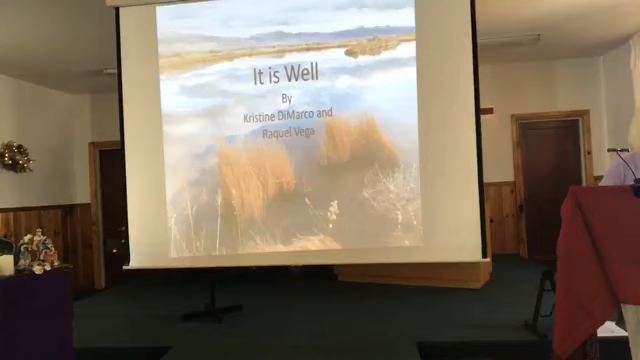 It is Well
By
Kristine DiMarco and
Raquel Vega